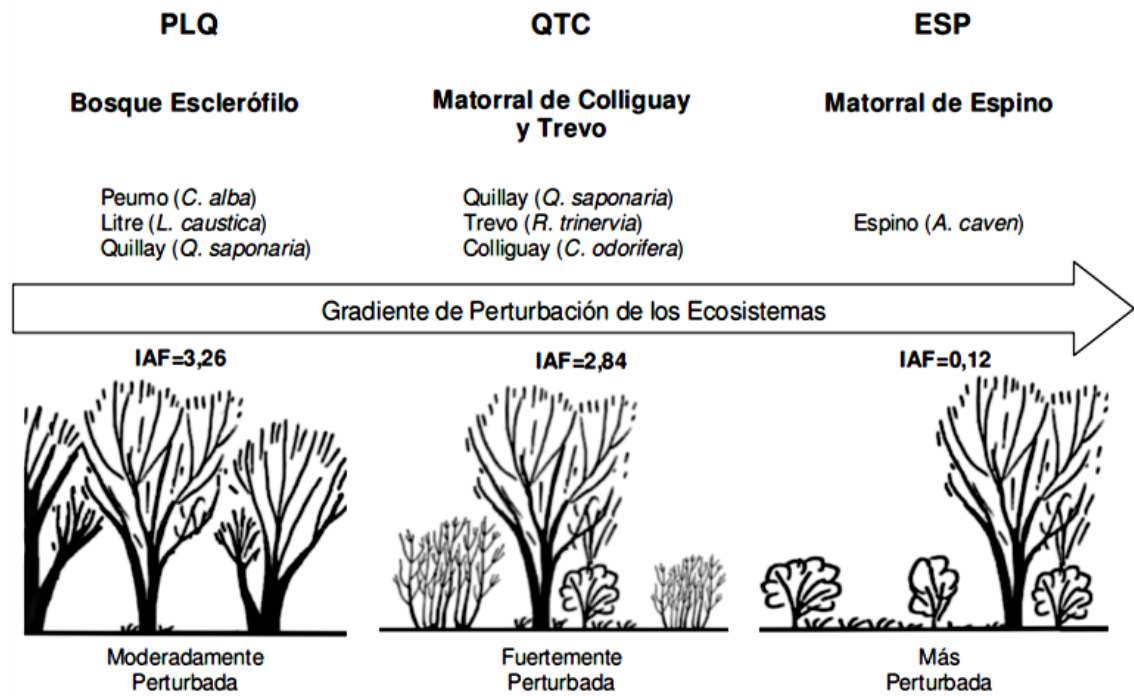 PLQ
QTC
ESP
Bosque Esclerófilo
Matorral de Colliguay
y Trevo
Matorral de Espino
Peumo (C. alba)
Litre (L. caustica)
Quillay (Q. saponaria)
Quillay (Q. saponaria)
Trevo (R. trinervia)
Colliguay (C. odorifera)
Espino (A. caven)
Gradiente de Perturbación de los Ecosistemas
IAF=3,26
IAF=2,84
IAF=0,12
Moderadamente
Perturbada
Fuertemente
Perturbada
Más
Perturbada